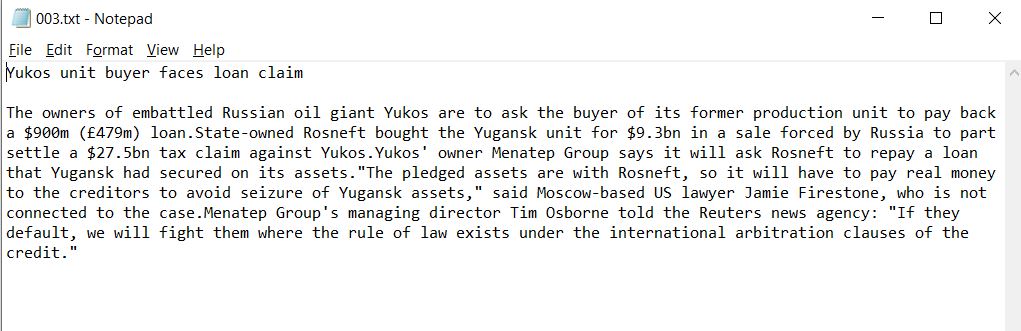 003.txt - Notepad
File Edit Format View Help
Yukos unit buyer faces loan claim
The owners of embattled Russian oil giant Yukos are to ask the buyer of its former production unit to pay back
a $900m (£479m) loan.State-owned Rosneft bought the Yugansk unit for $9.3bn in a sale forced by Russia to part
settle a $27.5bn tax claim against Yukos.Yukos' owner Menatep Group says it will ask Rosneft to repay a loan
that Yugansk had secured on its assets."The pledged assets are with Rosneft, so it will have to pay real money
to the creditors to avoid seizure of Yugansk assets," said Moscow-based US lawyer Jamie Firestone, who is not
connected to the case.Menatep Group's managing director Tim Osborne told the Reuters news agency: "If they
default, we will fight them where the rule of law exists under the international arbitration clauses of the
credit."